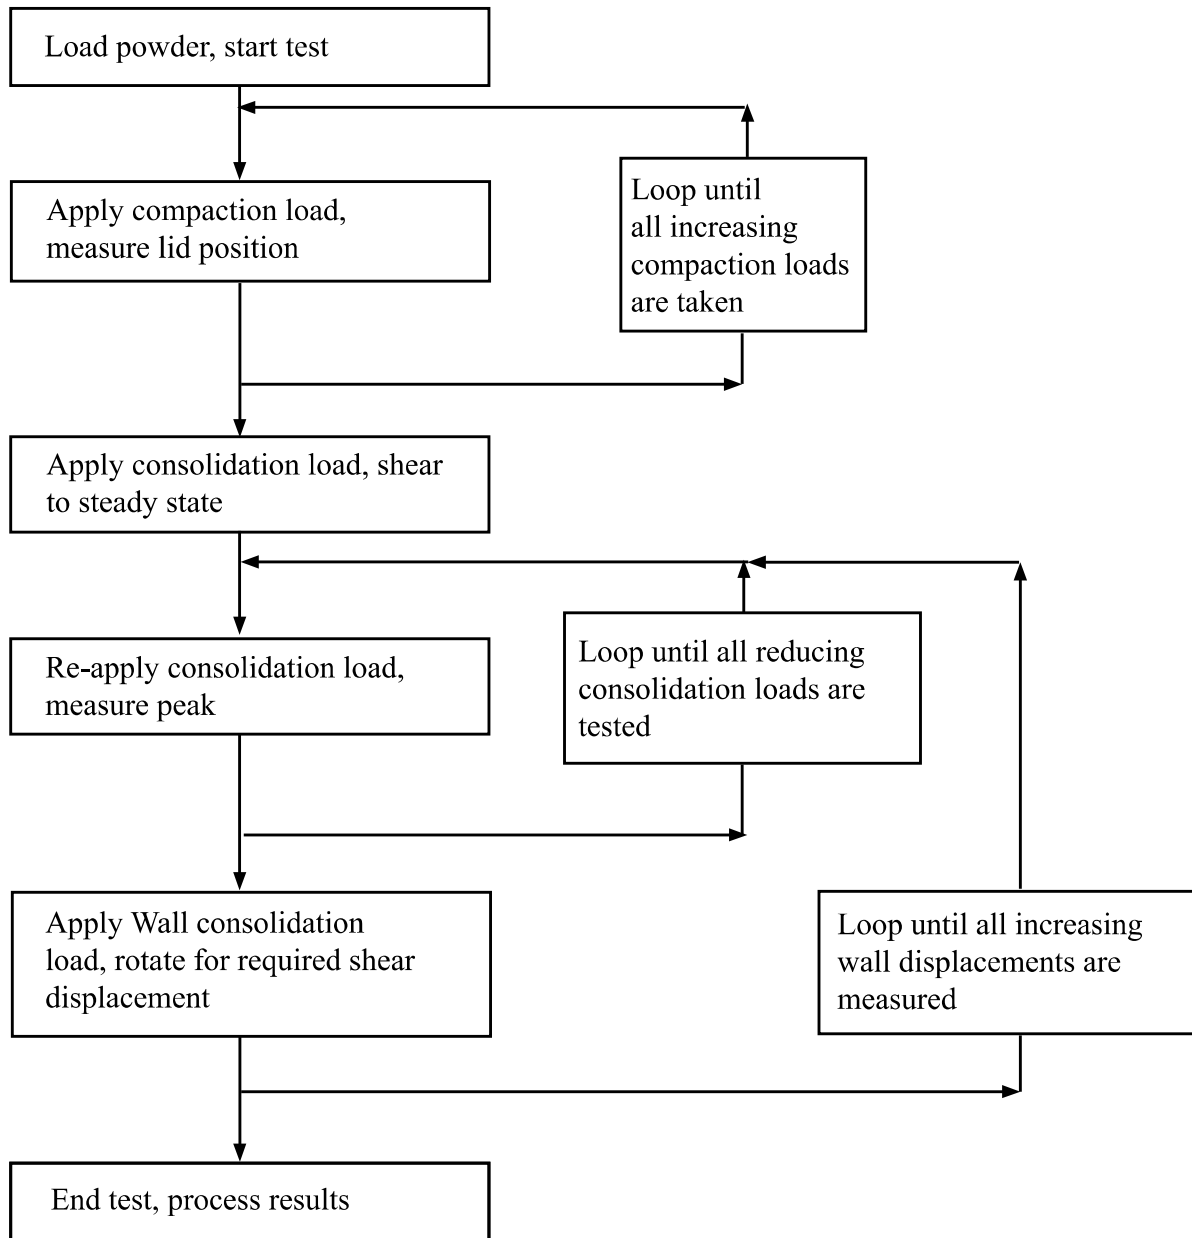 Load powder, start test
Apply compaction load,
measure lid position
Loop until
all increasing
compaction loads
are taken
Apply consolidation load, shear
to steady state
Re-apply consolidation load,
measure peak
Loop until all reducing
consolidation loads are
tested
Apply Wall consolidation
load, rotate for required shear
displacement
Loop until all increasing
wall displacements are
measured
End test, process results